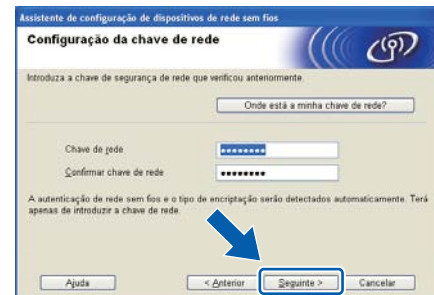 Assistente de configuração de dispositivos de rede sem fios
Configuração da chave de rede
Introduza a chave de segurança de rede que verificou anteriormente.
Onde está a minha chave de rede?
Chave de rede
Confirmar chave de rede
A autenticação de rede sem fios e o tipo de encriptação serão detectados automaticamente. Terá
apenas de introduzir a chave de rede.
Ajuda
< Anterior
Seguinte >
Cancelar